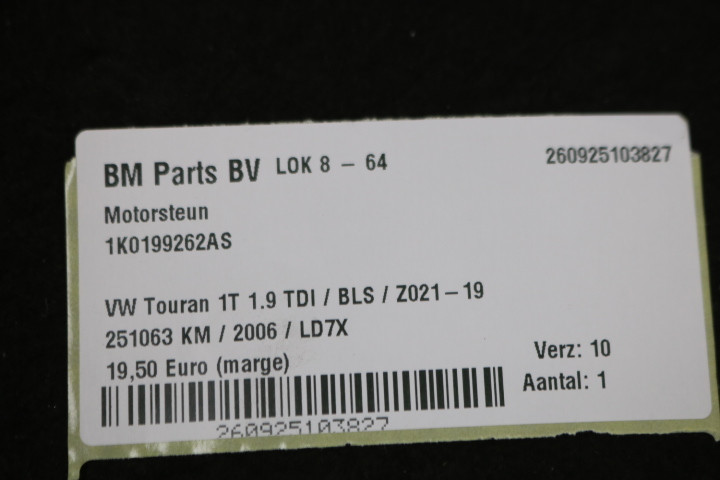 BM Parts BV LOK 8 - 64 260925103827
Motorsteun
1K0199262AS
VW Touran 1T 1.9 TDI / BLS / Z021-19
251063 KM / 2006 / LD7X
19,50 Euro (marge)
Verz: 10
Aantal: 1
260925103827